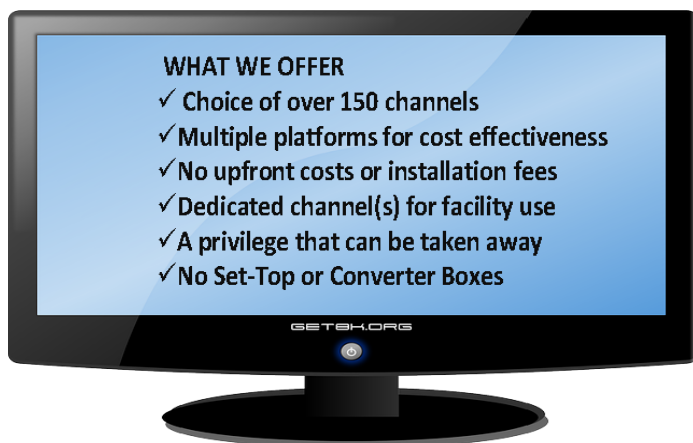 WHAT WE OFFER
✓ Choice of over 150 channels
✓Multiple platforms for cost effectiveness
✓No upfront costs or installation fees
✓Dedicated channel(s) for facility use
✓A privilege that can be taken away
✓No Set-Top or Converter Boxes
GET8K.ORG